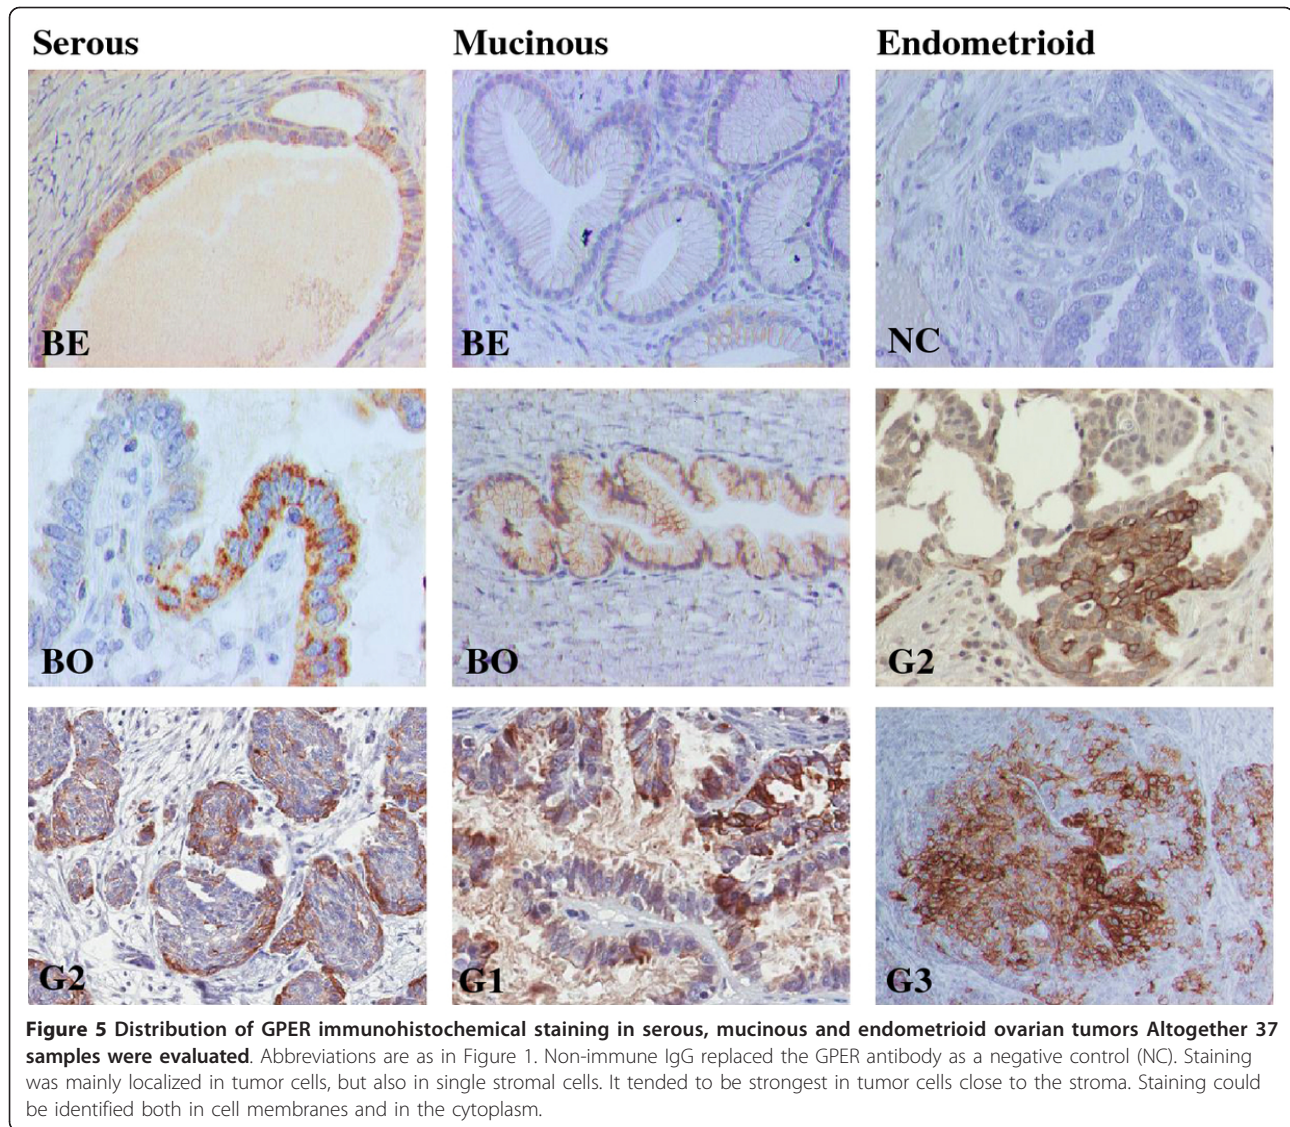 Serous Mucinous Endometrioid
BE BE NC
BO BO G2
G2 G1 G3
Figure 5 Distribution of GPER immunohistochemical staining in serous, mucinous and endometrioid ovarian tumors Altogether 37
samples were evaluated. Abbreviations are as in Figure 1. Non-immune IgG replaced the GPER antibody as a negative control (NC). Staining
was mainly localized in tumor cells, but also in single stromal cells. It tended to be strongest in tumor cells close to the stroma. Staining could
be identified both in cell membranes and in the cytoplasm.